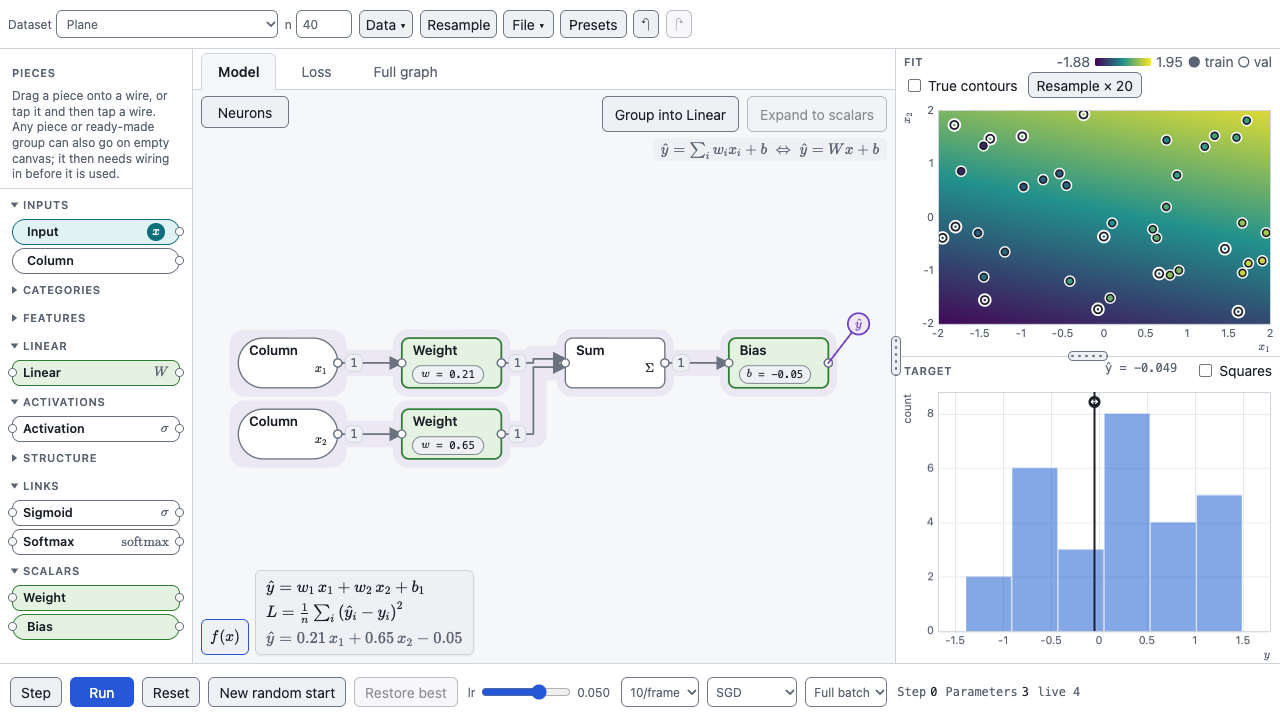 Dataset Plane n 40 Data ▾ Resample File ▾ Presets
PIECES
Drag a piece onto a wire, or
tap it and then tap a wire.
Any piece or ready-made
group can also go on empty
canvas; it then needs wiring
in before it is used.
INPUTS
Input x
Column
CATEGORIES
FEATURES
LINEAR
Linear W
ACTIVATIONS
Activation σ
STRUCTURE
LINKS
Sigmoid σ
Softmax softmax
SCALARS
Weight
Bias
Model Loss Full graph
Neurons
Group into Linear Expand to scalars
ŷ = ∑ᵢ wᵢxᵢ + b ⇔ ŷ = Wx + b
Column x₁
1
Weight
w = 0.21
1
Sum Σ
1
Bias
b = −0.05
ŷ
Column x₂
1
Weight
w = 0.65
1
f(x)
ŷ = w₁ x₁ + w₂ x₂ + b₁
L = 1/n ∑ᵢ (ŷᵢ − yᵢ)²
ŷ = 0.21 x₁ + 0.65 x₂ − 0.05
FIT -1.88 1.95 train val
True contours Resample × 20
x₂
2
1
0
-1
-2
-2 -1.5 -1 -0.5 0 0.5 1 1.5 2
x₁
TARGET ŷ = -0.049 Squares
count
8
6
4
2
0
-1.5 -1 -0.5 0 0.5 1 1.5
y
Step Run Reset New random start Restore best lr 0.050 10/frame SGD Full batch Step 0 Parameters 3 live 4